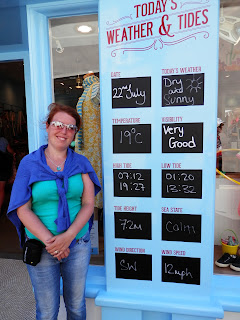 TODAY'S
WEATHER & TIDES
DATE
22nd July
TODAY'S WEATHER
Dry
and
Sunny
TEMPERATURE
19°C
VISIBILITY
Very
Good
HIGH TIDE
07:12
19:27
LOW TIDE
01:20
13:32
TIDE HEIGHT
7.2m
SEA STATE
Calm
WIND DIRECTION
SW
WIND SPEED
12mph